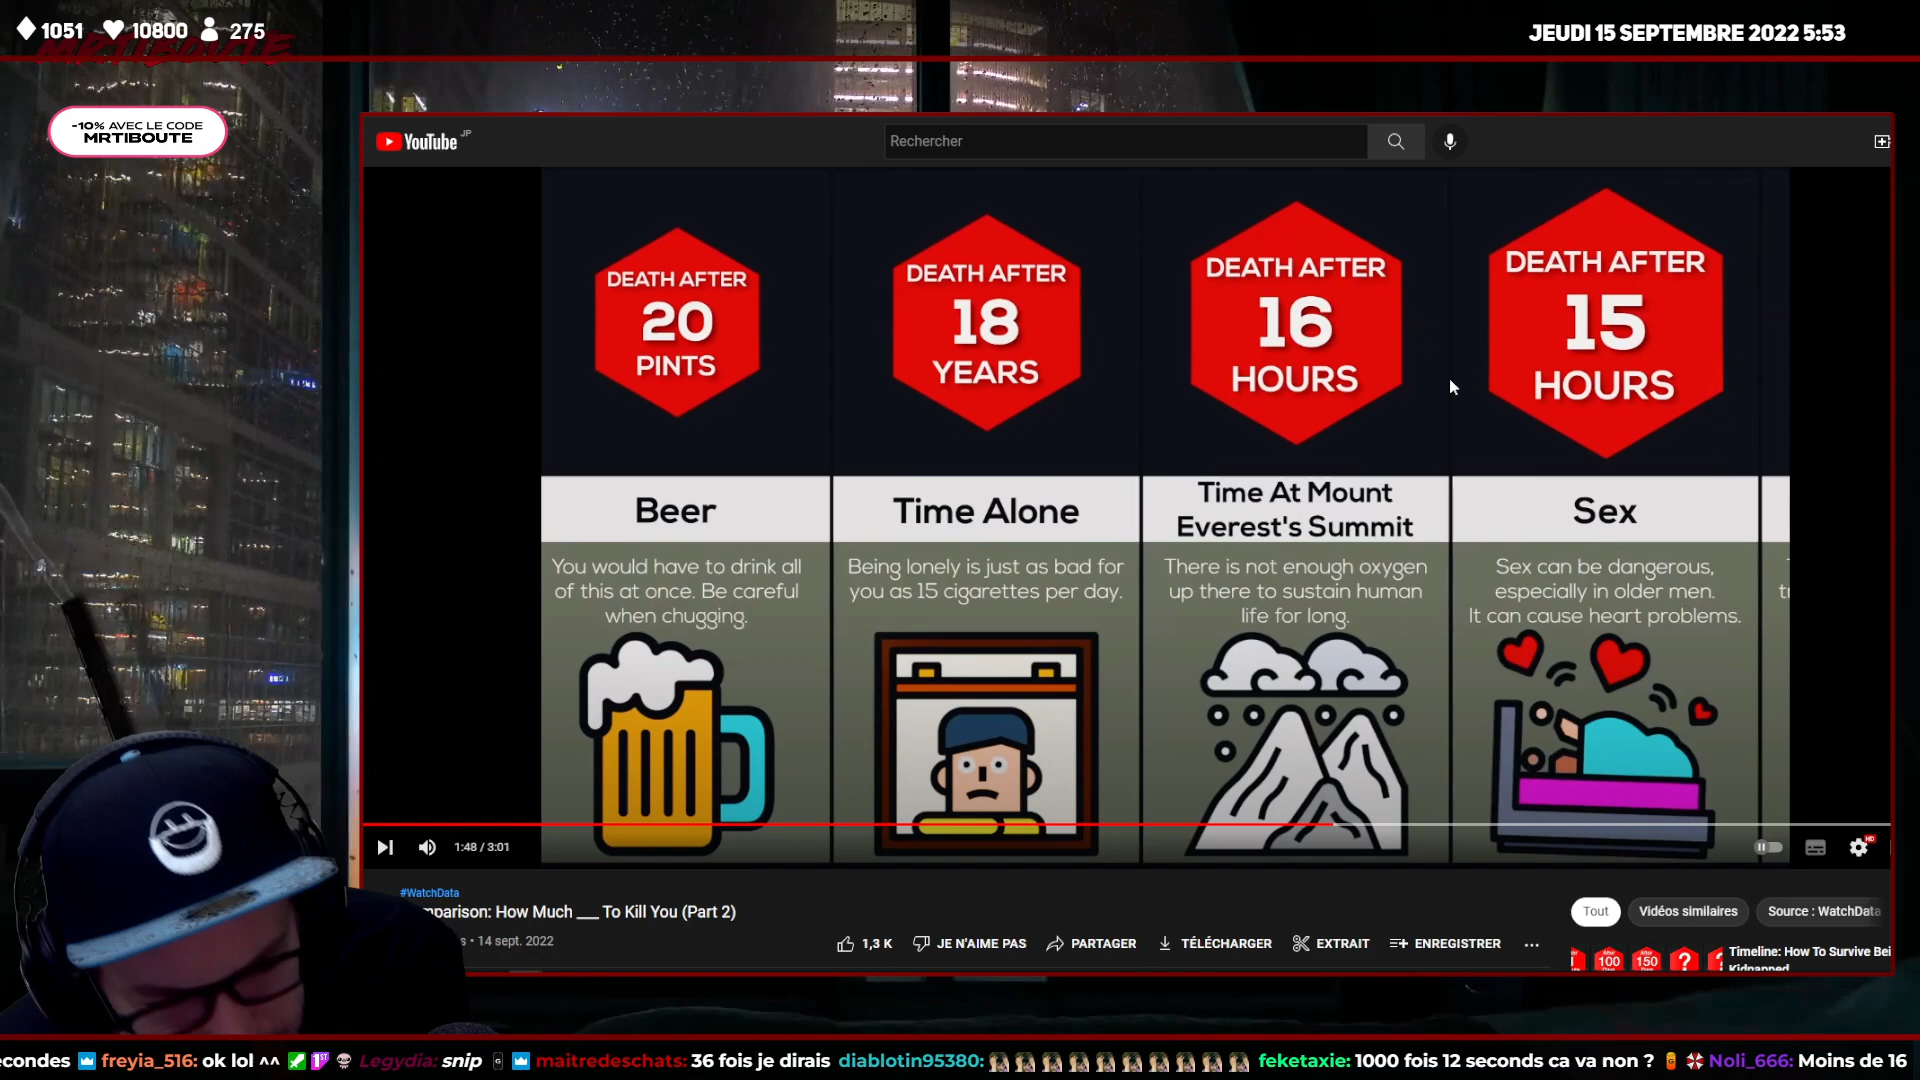 1051 10800 275
MRTIBOUTE
JEUDI 15 SEPTEMBRE 2022 5:53
-10% AVEC LE CODE
MRTIBOUTE
YouTube JP
Rechercher
DEATH AFTER
20
PINTS
DEATH AFTER
18
YEARS
DEATH AFTER
16
HOURS
DEATH AFTER
15
HOURS
Beer
Time Alone
Time At Mount
Everest's Summit
Sex
You would have to drink all
of this at once. Be careful
when chugging.
Being lonely is just as bad for
you as 15 cigarettes per day.
There is not enough oxygen
up there to sustain human
life for long.
Sex can be dangerous,
especially in older men.
It can cause heart problems.
1:48 / 3:01
HD
#WatchData
mparison: How Much ___ To Kill You (Part 2)
s • 14 sept. 2022
1,3 K
JE N'AIME PAS
PARTAGER
TÉLÉCHARGER
EXTRAIT
ENREGISTRER
Tout
Vidéos similaires
Source : WatchData
100 150 ? ?
Timeline: How To Survive Bei
Kidnapped
econdes freyia_516: ok lol ^^ 1ST Legydia: snip maitredeschats: 36 fois je dirais diablotin95380: feketaxie: 1000 fois 12 seconds ca va non ? Noli_666: Moins de 16